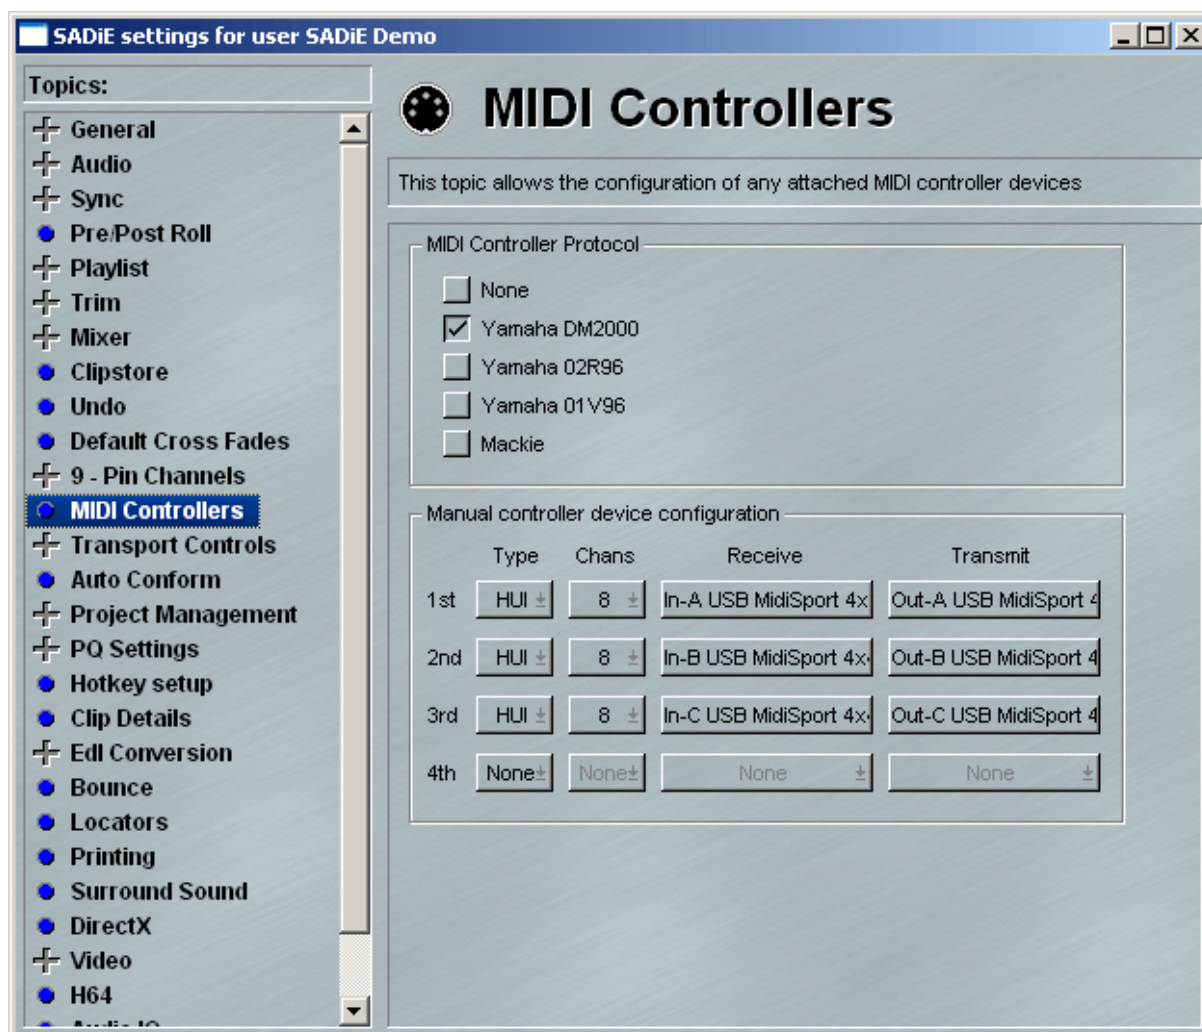 SADiE settings for user SADiE Demo
Topics:
General
Audio
Sync
Pre/Post Roll
Playlist
Trim
Mixer
Clipstore
Undo
Default Cross Fades
9 - Pin Channels
MIDI Controllers
Transport Controls
Auto Conform
Project Management
PQ Settings
Hotkey setup
Clip Details
Edl Conversion
Bounce
Locators
Printing
Surround Sound
DirectX
Video
H64
MIDI Controllers
This topic allows the configuration of any attached MIDI controller devices
MIDI Controller Protocol
None
Yamaha DM2000
Yamaha 02R96
Yamaha 01V96
Mackie
Manual controller device configuration
Type Chans Receive Transmit
1st HUI 8 In-A USB MidiSport 4x Out-A USB MidiSport 4
2nd HUI 8 In-B USB MidiSport 4x Out-B USB MidiSport 4
3rd HUI 8 In-C USB MidiSport 4x Out-C USB MidiSport 4
4th None None None None